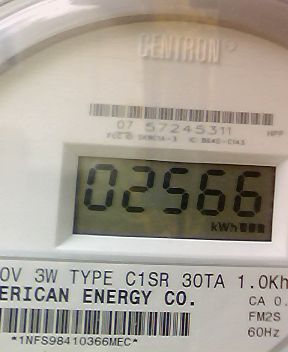 CENTRON
07 57245311
02566
kWh
0V 3W TYPE C1SR 30TA 1.0Kh
ERICAN ENERGY CO.
CA 0.
FM2S
60Hz
*1NFS98410366MEC*